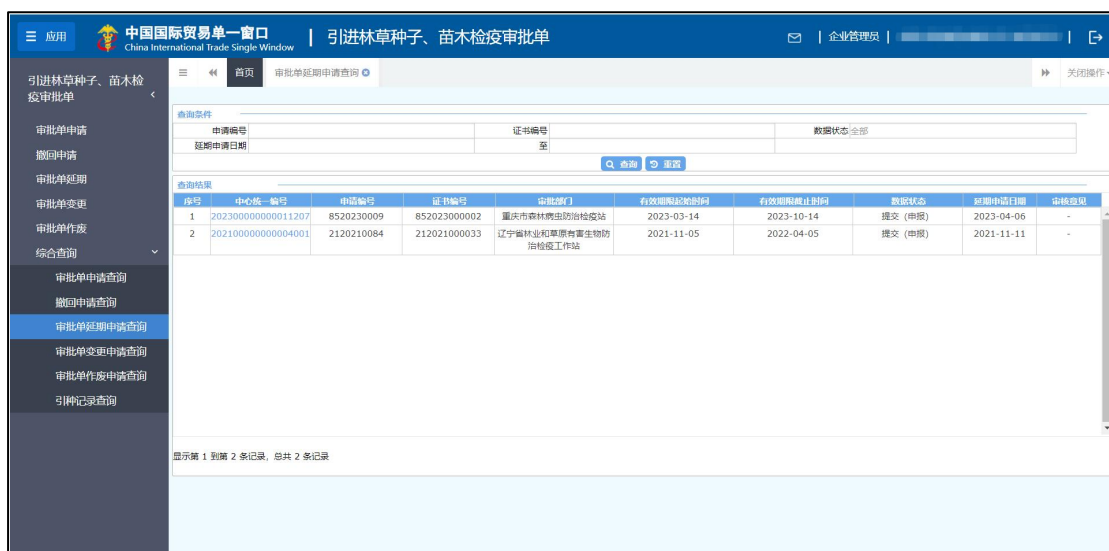 应用
中国国际贸易单一窗口
China International Trade Single Window
引进林草种子、苗木检疫审批单
企业管理员
引进林草种子、苗木检
疫审批单
审批单申请
撤回申请
审批单延期
审批单变更
审批单作废
综合查询
审批单申请查询
撤回申请查询
审批单延期申请查询
审批单变更申请查询
审批单作废申请查询
引种记录查询
首页 审批单延期申请查询 关闭操作
查询条件
申请编号 证书编号 数据状态 全部
延期申请日期 至
查询 重置
查询结果
序号 中心统一编号 申请编号 证书编号 审批部门 有效期限起始时间 有效期限截止时间 数据状态 延期申请日期 审核意见
1 202300000000011207 8520230009 852023000002 重庆市森林病虫防治检疫站 2023-03-14 2023-10-14 提交（申报） 2023-04-06 -
2 202100000000004001 2120210084 212021000033 辽宁省林业和草原有害生物防 2021-11-05 2022-04-05 提交（申报） 2021-11-11 -
治检疫工作站
显示第 1 到第 2 条记录，总共 2 条记录